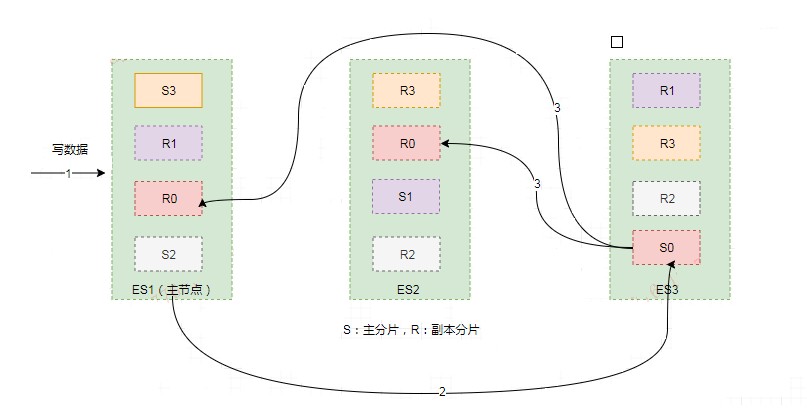 3
S3
R3
R1
R1
R0
R3
写数据
1
R0
S1
3
R2
S2
R2
S0
ES1（主节点）
ES2
ES3
S：主分片，R：副本分片
2